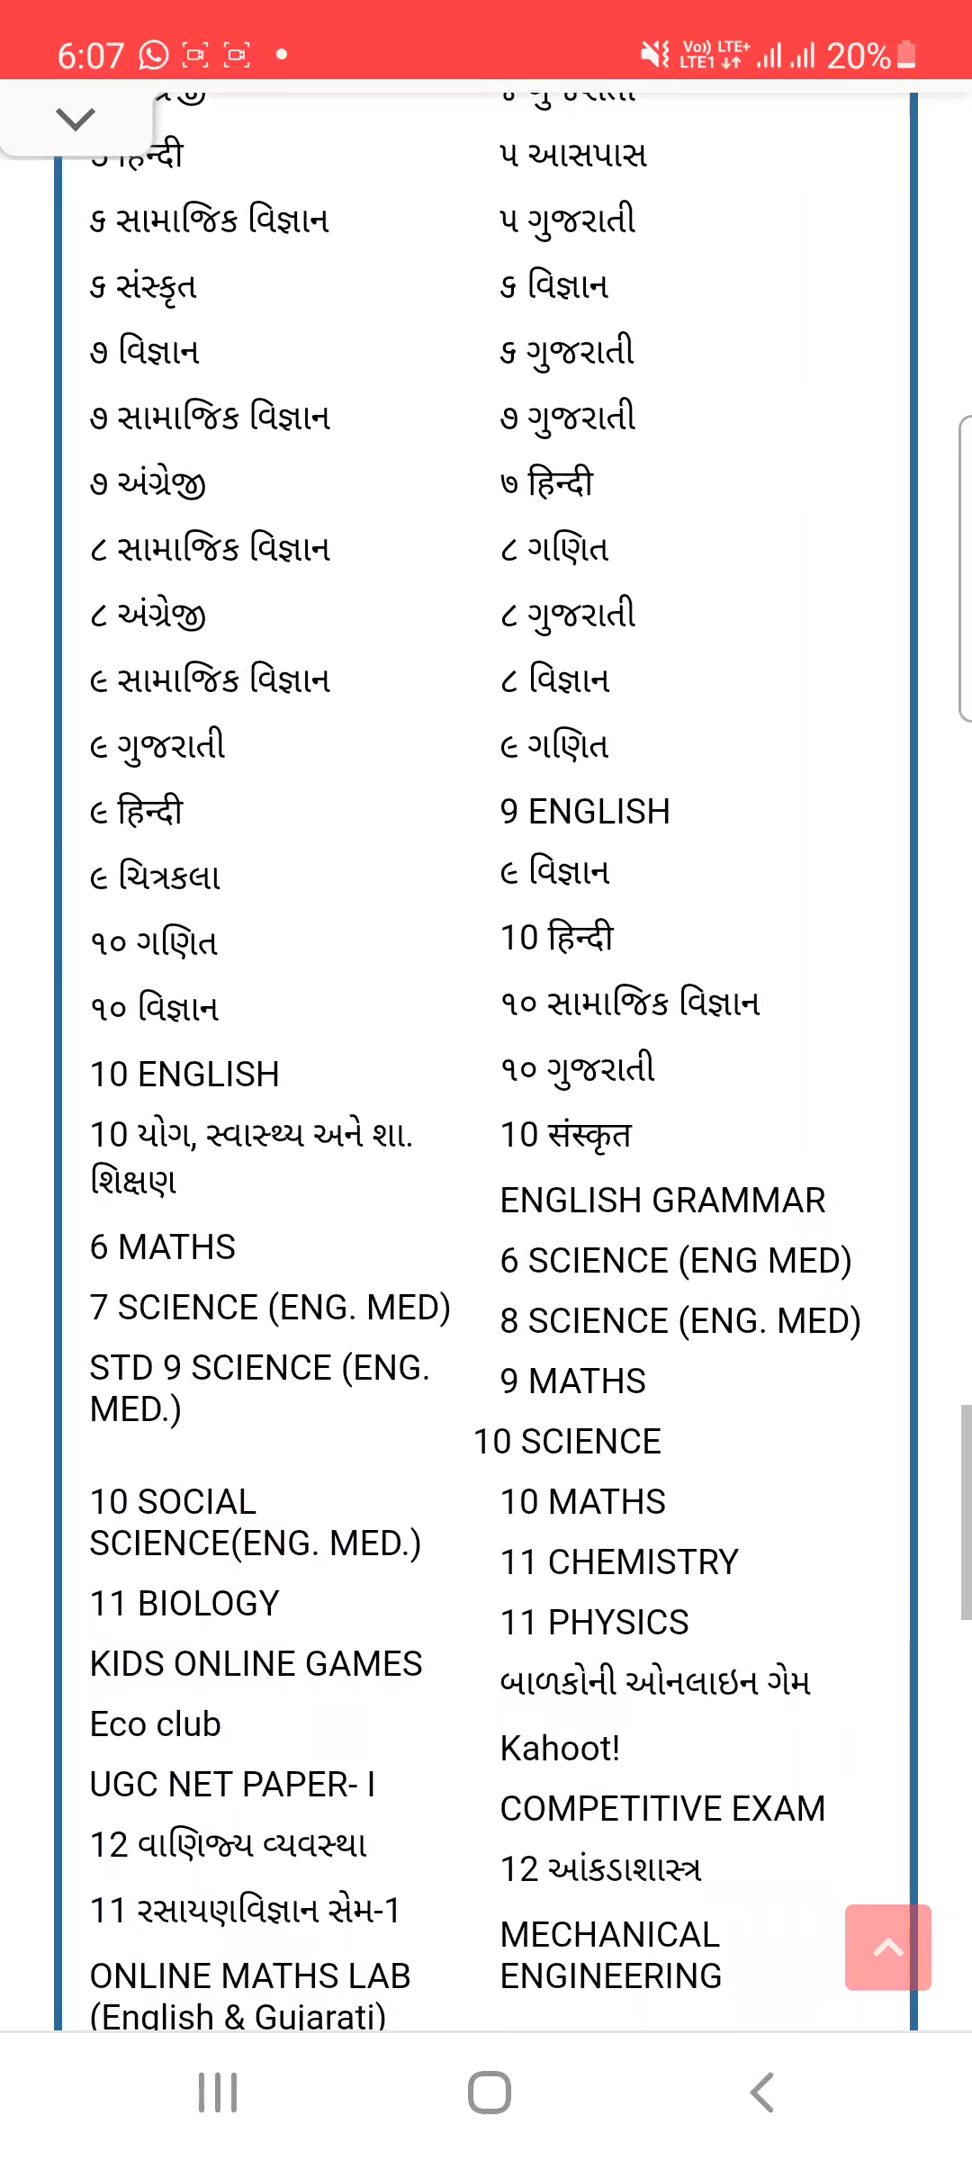 6:07
Vo)) LTE+
LTE1
20%
हिन्दी
૬ સામાજિક વિજ્ઞાન
૬ સંસ્કૃત
૭ વિજ્ઞાન
૭ સામાજિક વિજ્ઞાન
૭ અંગ્રેજી
૮ સામાજિક વિજ્ઞાન
૮ અંગ્રેજી
૯ સામાજિક વિજ્ઞાન
૯ ગુજરાતી
૯ हिन्दी
૯ ચિત્રકલા
૧૦ ગણિત
૧૦ વિજ્ઞાન
10 ENGLISH
10 યોગ, સ્વાસ્થ્ય અને શા.
શિક્ષણ
6 MATHS
7 SCIENCE (ENG. MED)
STD 9 SCIENCE (ENG.
MED.)
10 SOCIAL
SCIENCE(ENG. MED.)
11 BIOLOGY
KIDS ONLINE GAMES
Eco club
UGC NET PAPER- I
12 વાણિજ્ય વ્યવસ્થા
11 રસાયણવિજ્ઞાન સેમ-1
ONLINE MATHS LAB
(English & Gujarati)
૫ આસપાસ
૫ ગુજરાતી
૬ વિજ્ઞાન
૬ ગુજરાતી
૭ ગુજરાતી
७ हिन्दी
૮ ગણિત
૮ ગુજરાતી
૮ વિજ્ઞાન
૯ ગણિત
9 ENGLISH
૯ વિજ્ઞાન
10 हिन्दी
૧૦ સામાજિક વિજ્ઞાન
૧૦ ગુજરાતી
10 संस्कृत
ENGLISH GRAMMAR
6 SCIENCE (ENG MED)
8 SCIENCE (ENG. MED)
9 MATHS
10 SCIENCE
10 MATHS
11 CHEMISTRY
11 PHYSICS
બાળકોની ઓનલાઇન ગેમ
Kahoot!
COMPETITIVE EXAM
12 આંકડાશાસ્ત્ર
MECHANICAL
ENGINEERING